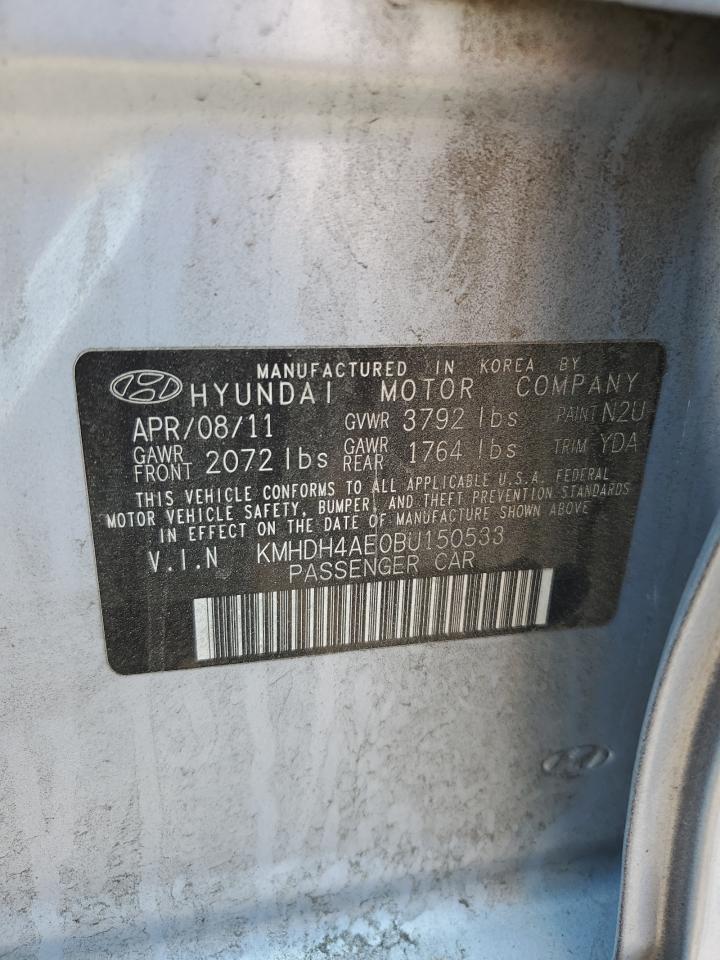 MANUFACTURED IN KOREA BY
HYUNDAI MOTOR COMPANY
APR/08/11 GVWR 3792 lbs PAINT N2U
GAWR FRONT 2072 lbs GAWR REAR 1764 lbs TRIM YDA
THIS VEHICLE CONFORMS TO ALL APPLICABLE U.S.A. FEDERAL
MOTOR VEHICLE SAFETY, BUMPER, AND THEFT PREVENTION STANDARDS
IN EFFECT ON THE DATE OF MANUFACTURE SHOWN ABOVE
V.I.N KMHDH4AE0BU150533
PASSENGER CAR